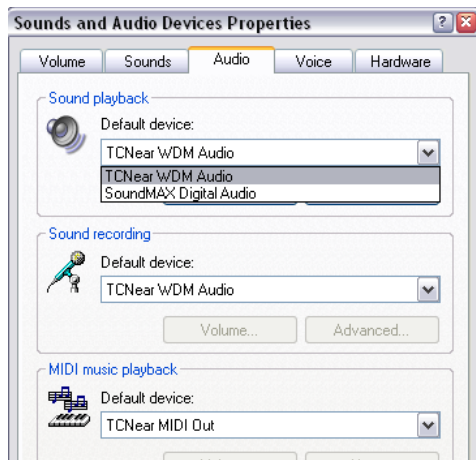 Sounds and Audio Devices Properties
Volume Sounds Audio Voice Hardware
Sound playback
Default device:
TCNear WDM Audio
TCNear WDM Audio
SoundMAX Digital Audio
Sound recording
Default device:
TCNear WDM Audio
Volume... Advanced...
MIDI music playback
Default device:
TCNear MIDI Out